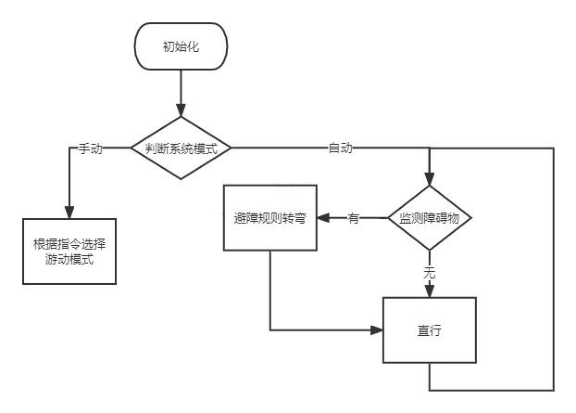 初始化
判断系统模式
手动
自动
避障规则转弯
有
监测障碍物
根据指令选择
游动模式
无
直行